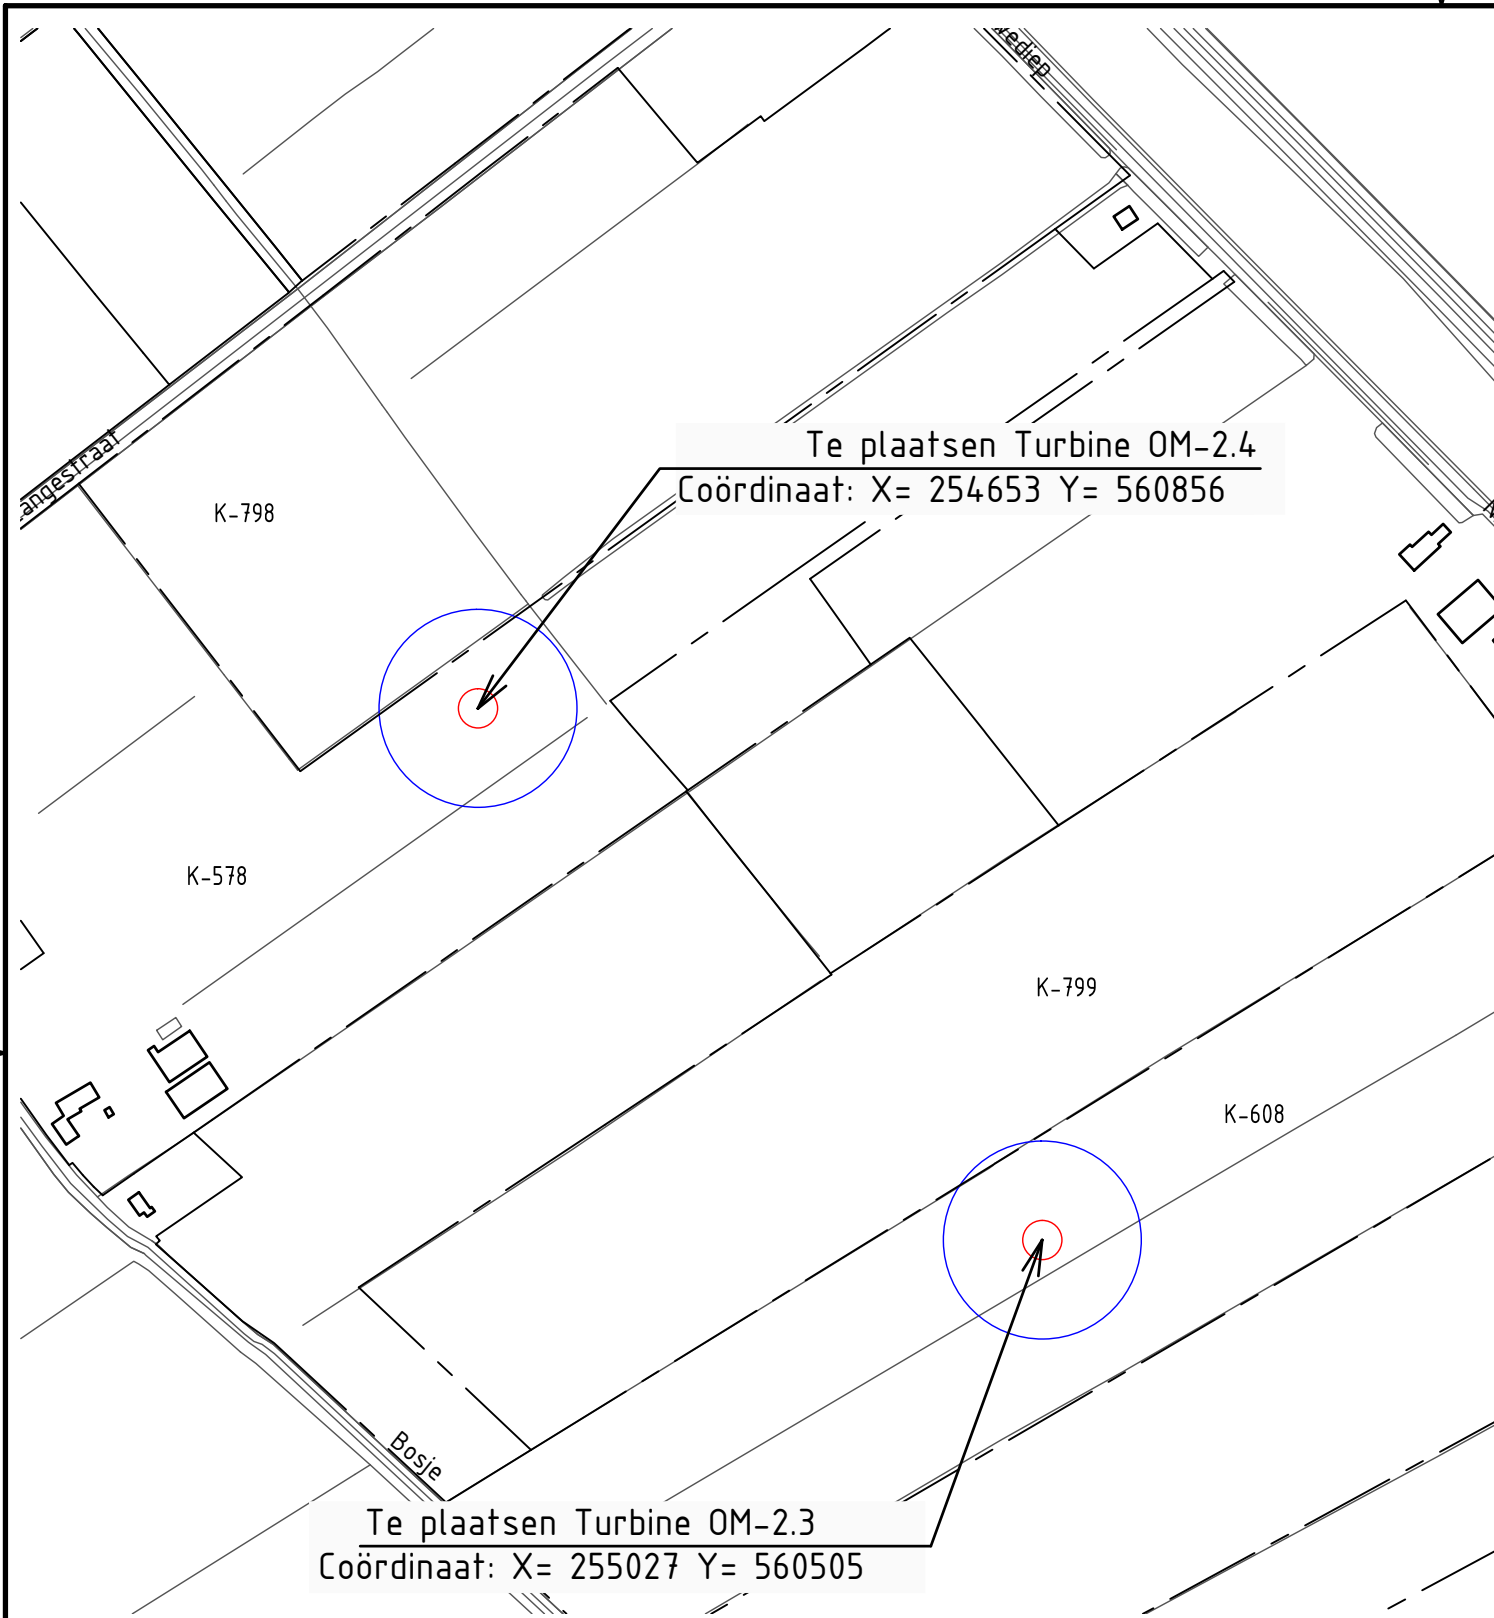 Te plaatsen Turbine OM-2.4
Coördinaat: X= 254653 Y= 560856
K-798
K-578
K-799
K-608
Bosje
Te plaatsen Turbine OM-2.3
Coördinaat: X= 255027 Y= 560505